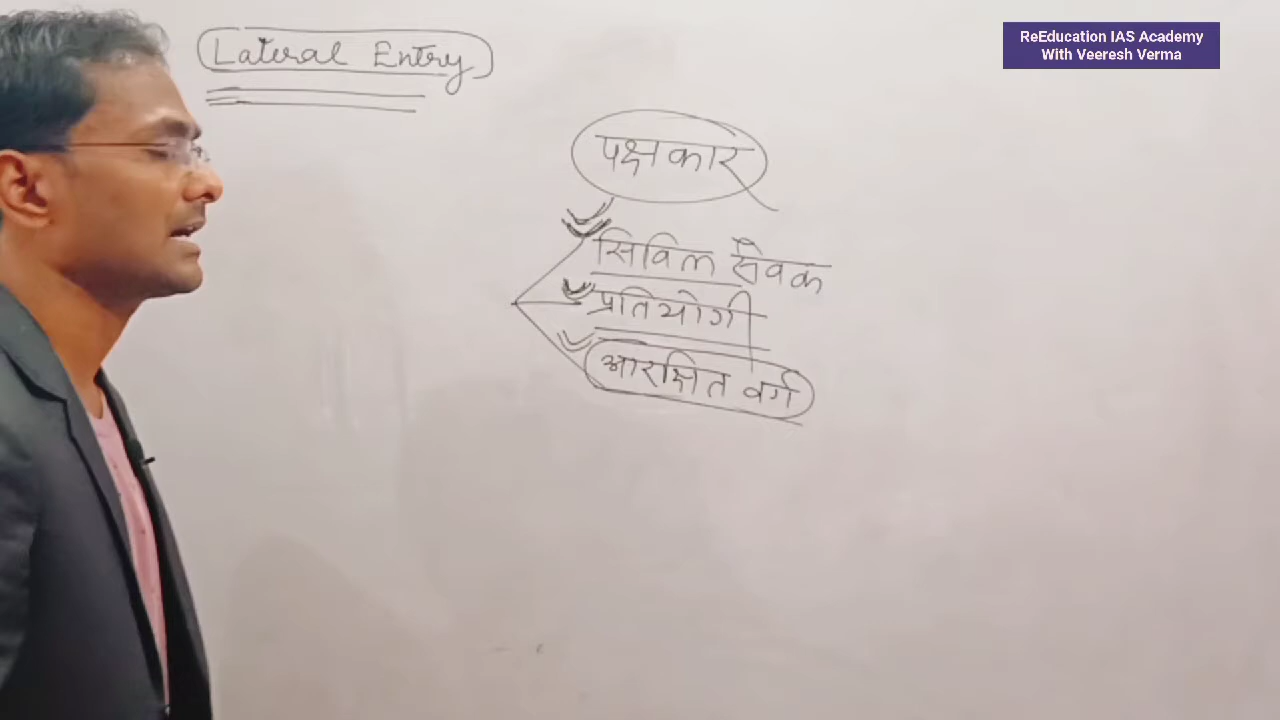 Lateral Entry
ReEducation IAS Academy
With Veeresh Verma
पक्षकार
सिविल सेवक
प्रतियोगी
आरक्षित वर्ग